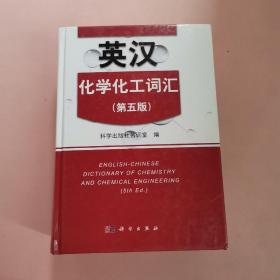 英汉
化学化工词汇
(第五版)
科学出版社名词室 编
ENGLISH-CHINESE
DICTIONARY OF CHEMISTRY
AND CHEMICAL ENGINEERING
(5th Ed.)
科学出版社